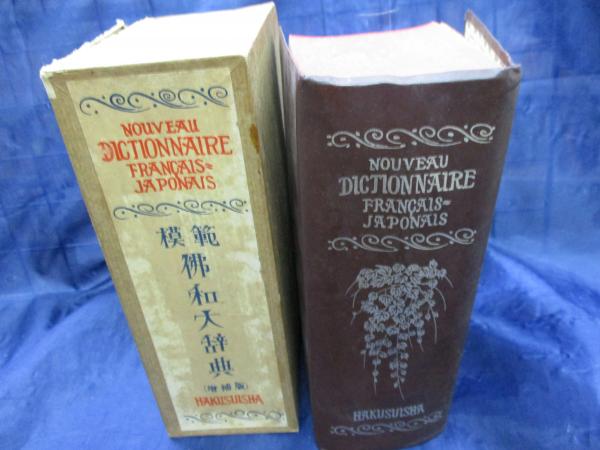 NOUVEAU
DICTIONNAIRE
FRANÇAIS=
JAPONAIS
模範
佛和大辞典
(増補版)
HAKUSUISHA
NOUVEAU
DICTIONNAIRE
FRANÇAIS=
JAPONAIS
HAKUSUISHA